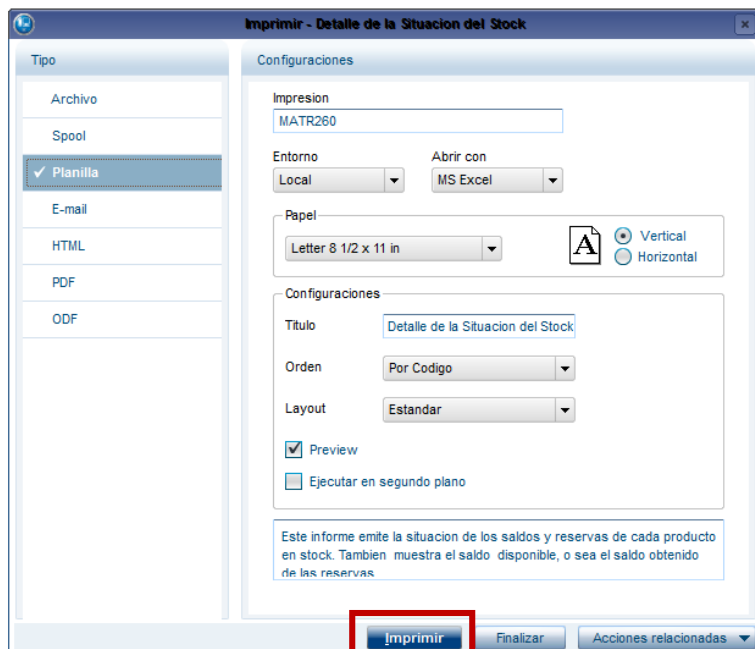 Imprimir - Detalle de la Situacion del Stock
Tipo
Archivo
Spool
Planilla
E-mail
HTML
PDF
ODF
Configuraciones
Impresion
MATR260
Entorno
Abrir con
Local
MS Excel
Papel
Letter 8 1/2 x 11 in
A
Vertical
Horizontal
Configuraciones
Titulo
Detalle de la Situacion del Stock
Orden
Por Codigo
Layout
Estandar
Preview
Ejecutar en segundo plano
Este informe emite la situacion de los saldos y reservas de cada producto
en stock. Tambien muestra el saldo disponible, o sea el saldo obtenido
de las reservas
Imprimir
Finalizar
Acciones relacionadas